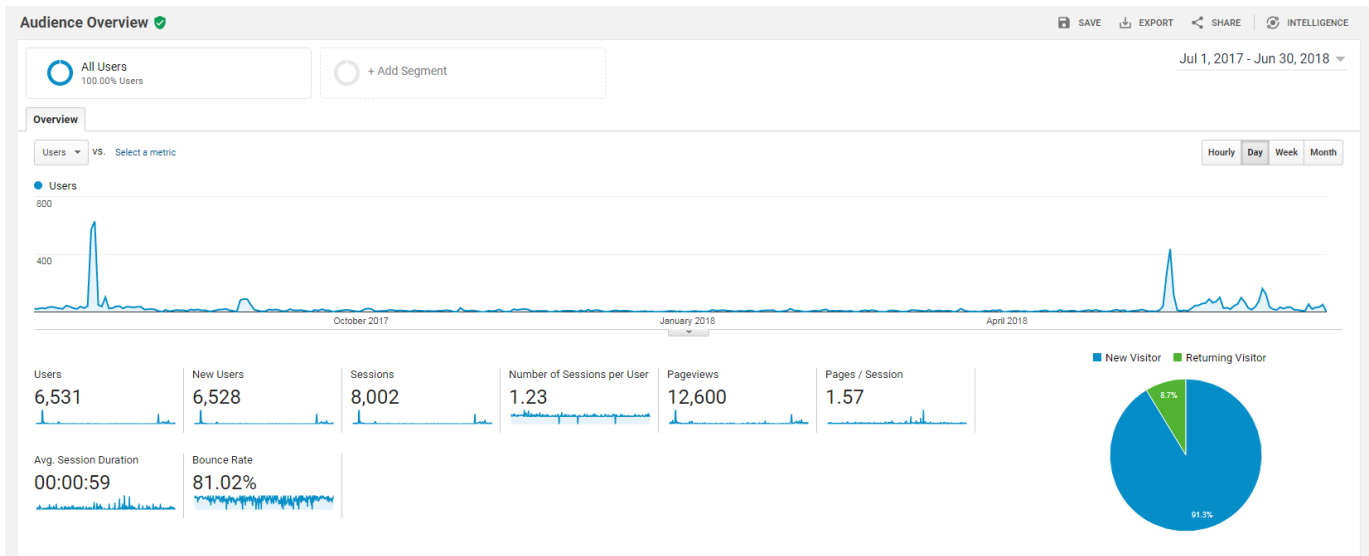 Audience Overview
SAVE EXPORT SHARE INTELLIGENCE
All Users
100.00% Users
+ Add Segment
Jul 1, 2017 - Jun 30, 2018
Overview
Users VS. Select a metric
Hourly Day Week Month
Users
800
400
October 2017 January 2018 April 2018
New Visitor Returning Visitor
Users New Users Sessions Number of Sessions per User Pageviews Pages / Session
6,531 6,528 8,002 1.23 12,600 1.57
8.7%
Avg. Session Duration Bounce Rate
00:00:59 81.02%
91.3%